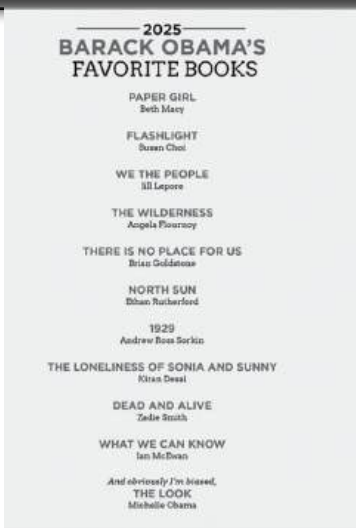 2025
BARACK OBAMA'S
FAVORITE BOOKS
PAPER GIRL
Beth Macy
FLASHLIGHT
Susan Choi
WE THE PEOPLE
Jill Lepore
THE WILDERNESS
Angela Flournoy
THERE IS NO PLACE FOR US
Brian Goldstone
NORTH SUN
Ethan Rutherford
1929
Andrew Ross Sorkin
THE LONELINESS OF SONIA AND SUNNY
Kiran Desai
DEAD AND ALIVE
Zadie Smith
WHAT WE CAN KNOW
Ian McEwan
And obviously I'm biased,
THE LOOK
Michelle Obama